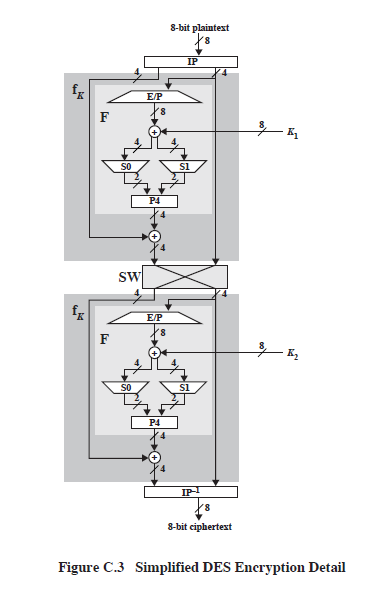 8-bit plaintext
8
IP
4
4
fK
E/P
F
8
8
K1
4
4
S0
S1
2
2
P4
4
4
SW
4
4
fK
E/P
F
8
8
K2
4
4
S0
S1
2
2
P4
4
4
IP-1
8
8-bit ciphertext
Figure C.3 Simplified DES Encryption Detail